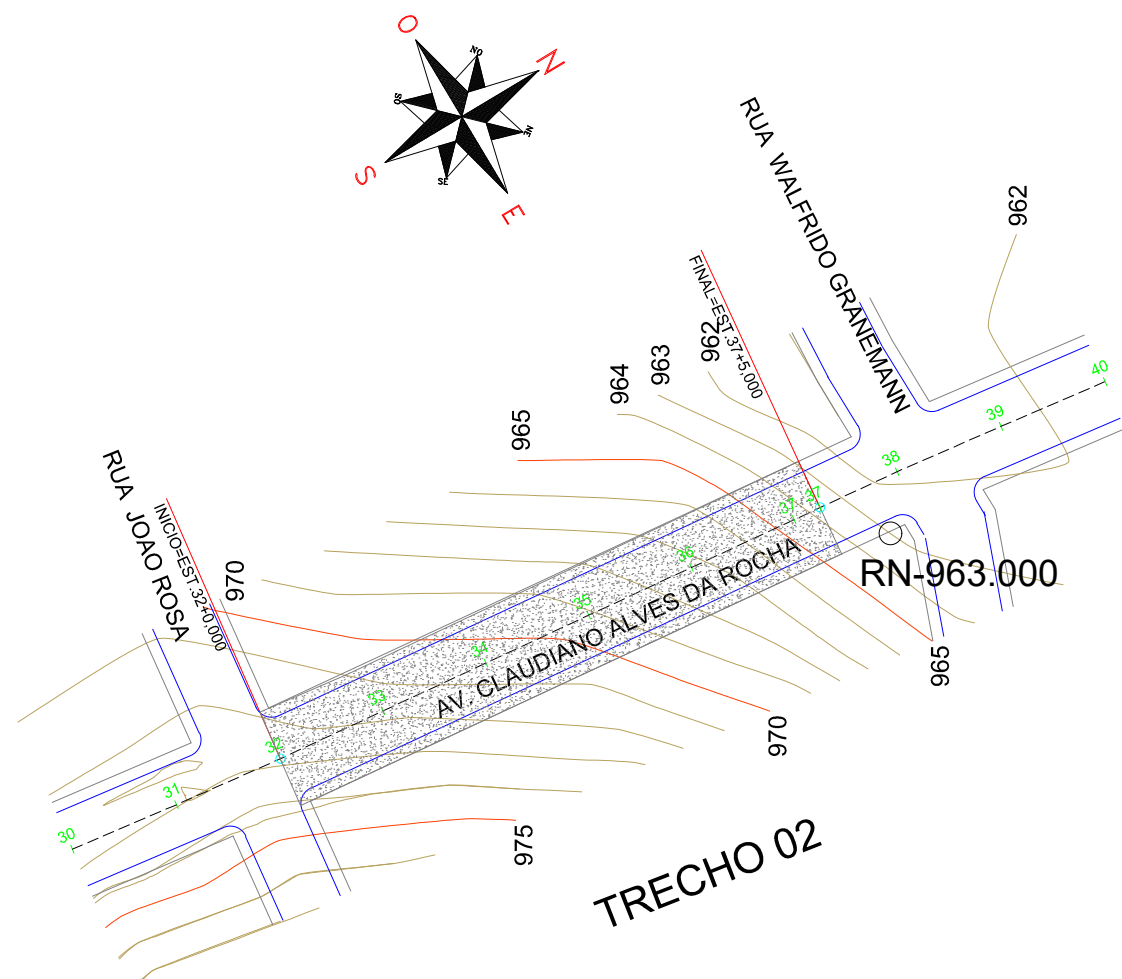 O
NO
N
SO
NE
S
SE
E
RUA WALFRIDO GRANEMANN
962
FINAL=EST.37+5,000
962
963
964
965
40
39
38
37
37
36
35
34
33
32
31
30
RUA JOAO ROSA
INICIO=EST.32+0,000
970
AV. CLAUDIANO ALVES DA ROCHA
RN-963.000
965
970
975
TRECHO 02